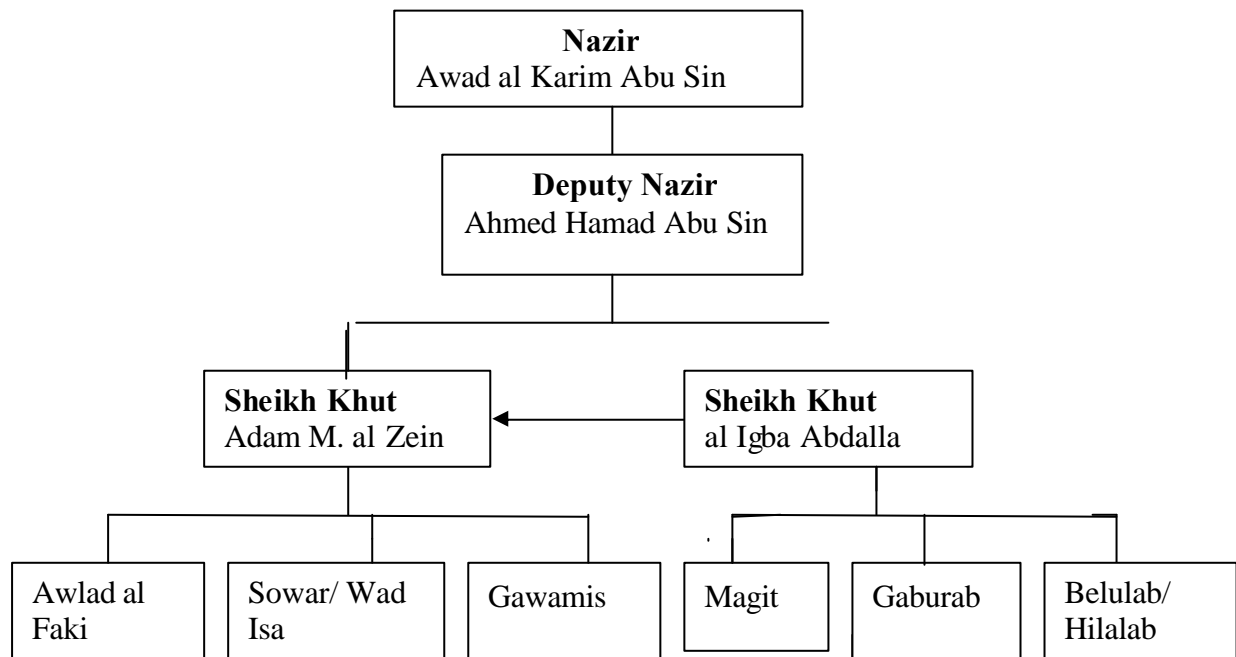 Nazir
Awad al Karim Abu Sin
Deputy Nazir
Ahmed Hamad Abu Sin
Sheikh Khut
Adam M. al Zein
Sheikh Khut
al Igba Abdalla
Awlad al
Faki
Sowar/ Wad
Isa
Gawamis
Magit
Gaburab
Belulab/
Hilalab